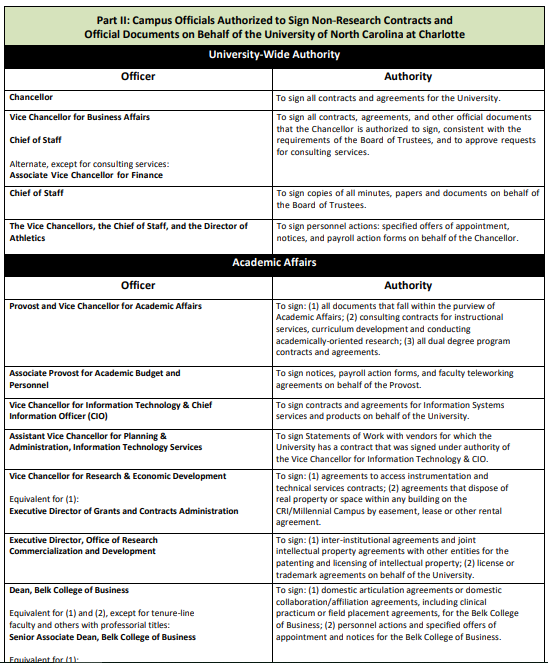 Part II: Campus Officials Authorized to Sign Non-Research Contracts and
Official Documents on Behalf of the University of North Carolina at Charlotte
University-Wide Authority
Officer
Authority
Chancellor
To sign all contracts and agreements for the University.
Vice Chancellor for Business Affairs
Chief of Staff
Alternate, except for consulting services:
Associate Vice Chancellor for Finance
To sign all contracts, agreements, and other official documents
that the Chancellor is authorized to sign, consistent with the
requirements of the Board of Trustees, and to approve requests
for consulting services.
Chief of Staff
To sign copies of all minutes, papers and documents on behalf of
the Board of Trustees.
The Vice Chancellors, the Chief of Staff, and the Director of
Athletics
To sign personnel actions: specified offers of appointment,
notices, and payroll action forms on behalf of the Chancellor.
Academic Affairs
Officer
Authority
Provost and Vice Chancellor for Academic Affairs
To sign: (1) all documents that fall within the purview of
Academic Affairs; (2) consulting contracts for instructional
services, curriculum development and conducting
academically-oriented research; (3) all dual degree program
contracts and agreements.
Associate Provost for Academic Budget and
Personnel
To sign notices, payroll action forms, and faculty teleworking
agreements on behalf of the Provost.
Vice Chancellor for Information Technology & Chief
Information Officer (CIO)
To sign contracts and agreements for Information Systems
services and products on behalf of the University.
Assistant Vice Chancellor for Planning &
Administration, Information Technology Services
To sign Statements of Work with vendors for which the
University has a contract that was signed under authority of
the Vice Chancellor for Information Technology & CIO.
Vice Chancellor for Research & Economic Development
Equivalent for (1):
Executive Director of Grants and Contracts Administration
To sign: (1) agreements to access instrumentation and
technical services contracts; (2) agreements that dispose of
real property or space within any building on the
CRI/Millennial Campus by easement, lease or other rental
agreement.
Executive Director, Office of Research
Commercialization and Development
To sign: (1) inter-institutional agreements and joint
intellectual property agreements with other entities for the
patenting and licensing of intellectual property; (2) license or
trademark agreements on behalf of the University.
Dean, Belk College of Business
Equivalent for (1) and (2), except for tenure-line
faculty and others with professorial titles:
Senior Associate Dean, Belk College of Business
Equivalent for (1):
To sign: (1) domestic articulation agreements or domestic
collaboration/affiliation agreements, including clinical
practicum or field placement agreements, for the Belk College
of Business; (2) personnel actions and specified offers of
appointment and notices for the Belk College of Business.